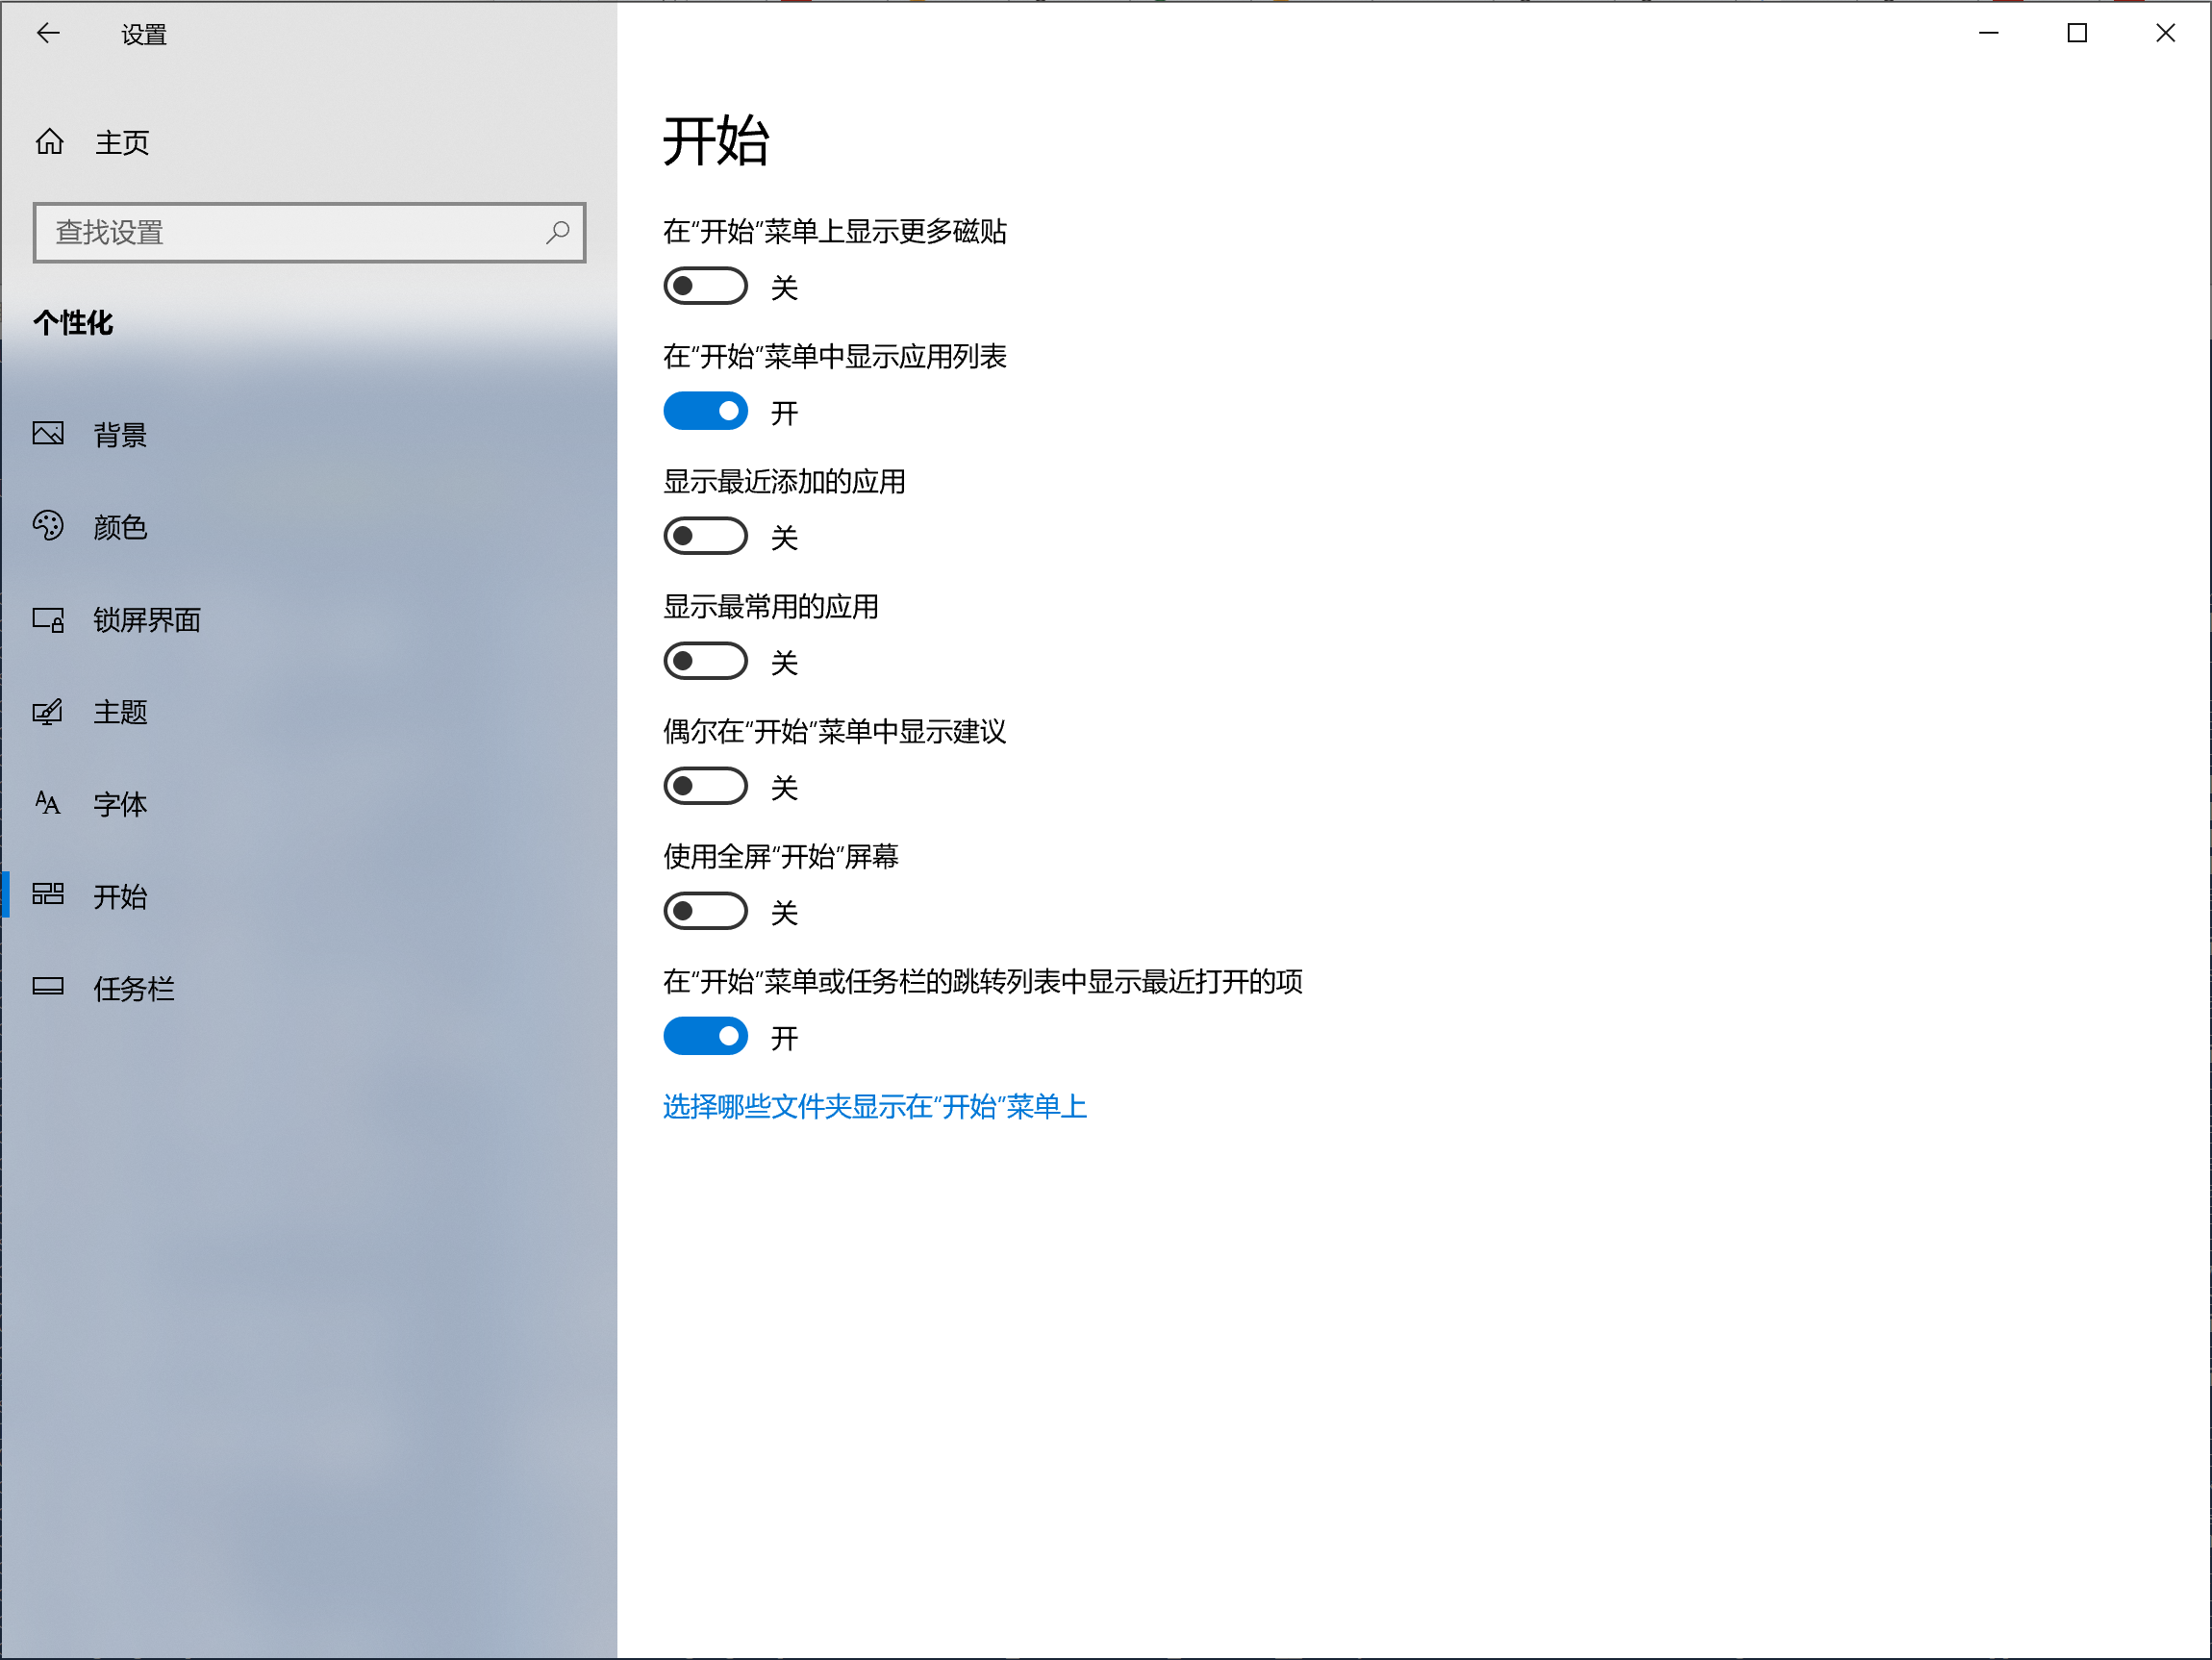 设置
主页
查找设置
个性化
背景
颜色
锁屏界面
主题
字体
开始
任务栏
开始
在“开始”菜单上显示更多磁贴
关
在“开始”菜单中显示应用列表
开
显示最近添加的应用
关
显示最常用的应用
关
偶尔在“开始”菜单中显示建议
关
使用全屏“开始”屏幕
关
在“开始”菜单或任务栏的跳转列表中显示最近打开的项
开
选择哪些文件夹显示在“开始”菜单上